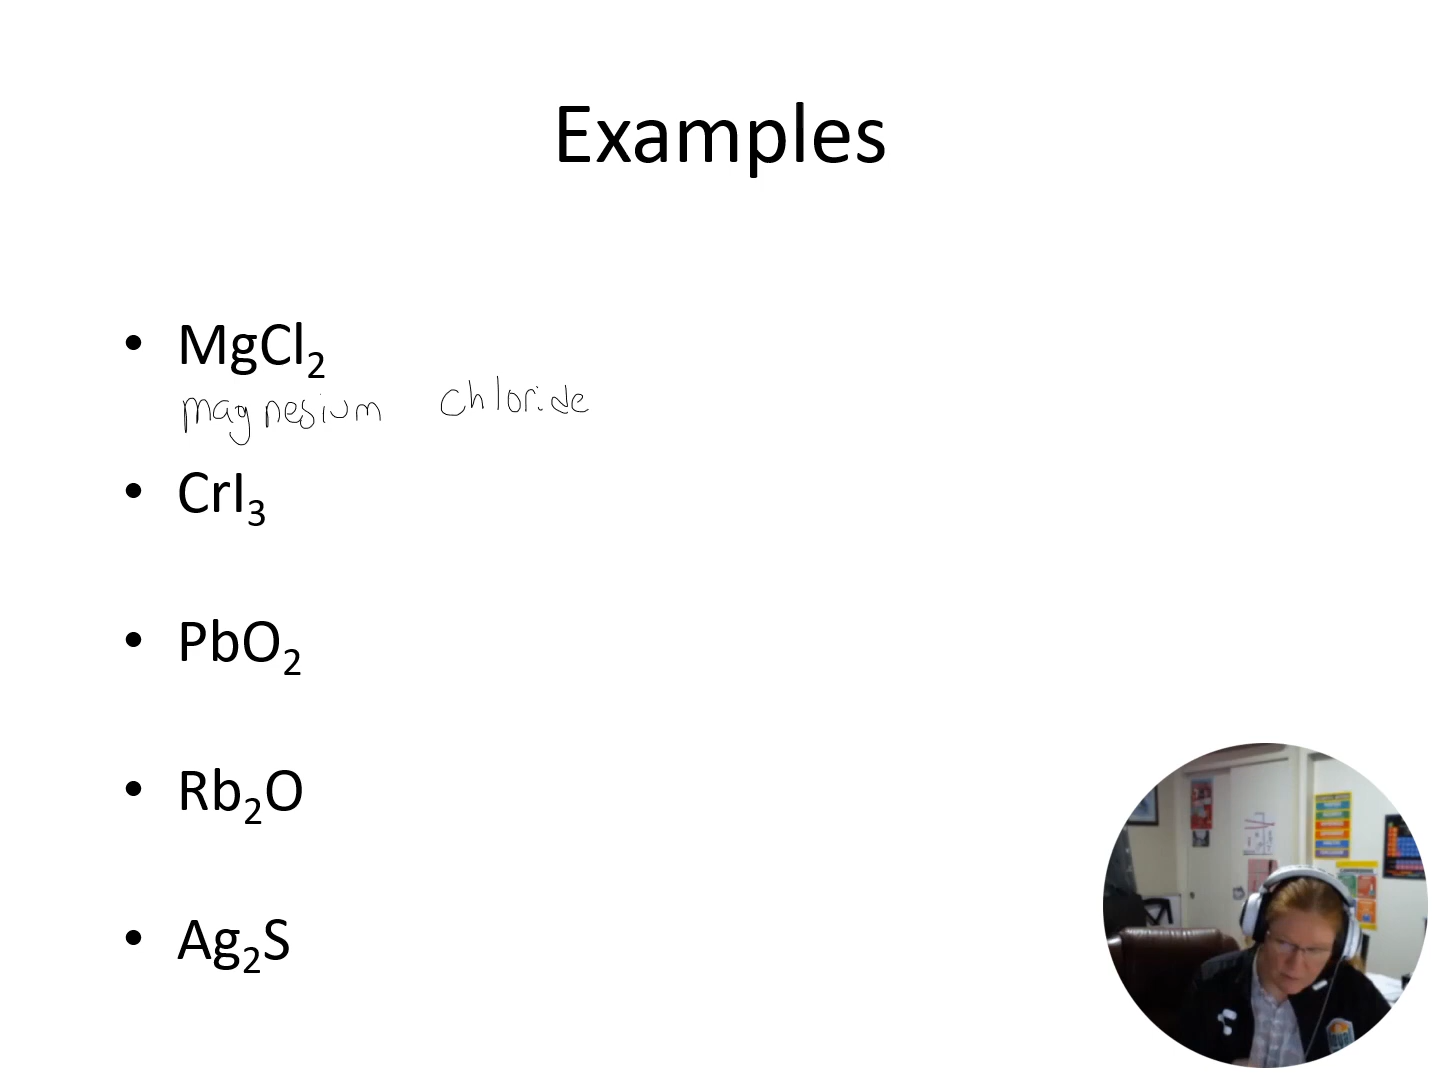 Examples
• MgCl₂
magnesium chloride
• CrI₃
• PbO₂
• Rb₂O
• Ag₂S